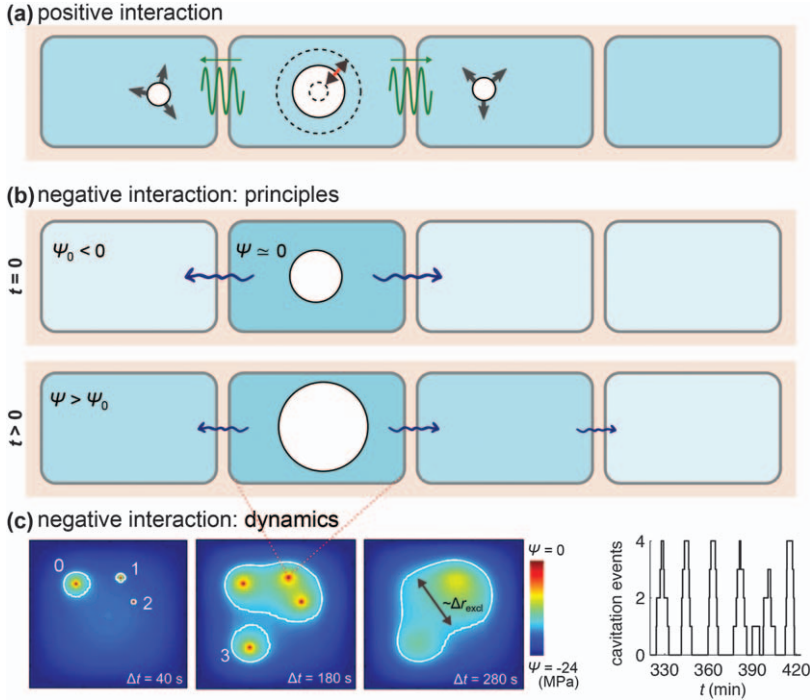 (a) positive interaction
(b) negative interaction: principles
t = 0
Ψ₀ < 0
Ψ ≃ 0
t > 0
Ψ > Ψ₀
(c) negative interaction: dynamics
0
1
2
Δt = 40 s
3
Δt = 180 s
~Δr_excl
Δt = 280 s
Ψ = 0
Ψ = -24
(MPa)
cavitation events
4
2
0
330
360
390
420
t (min)